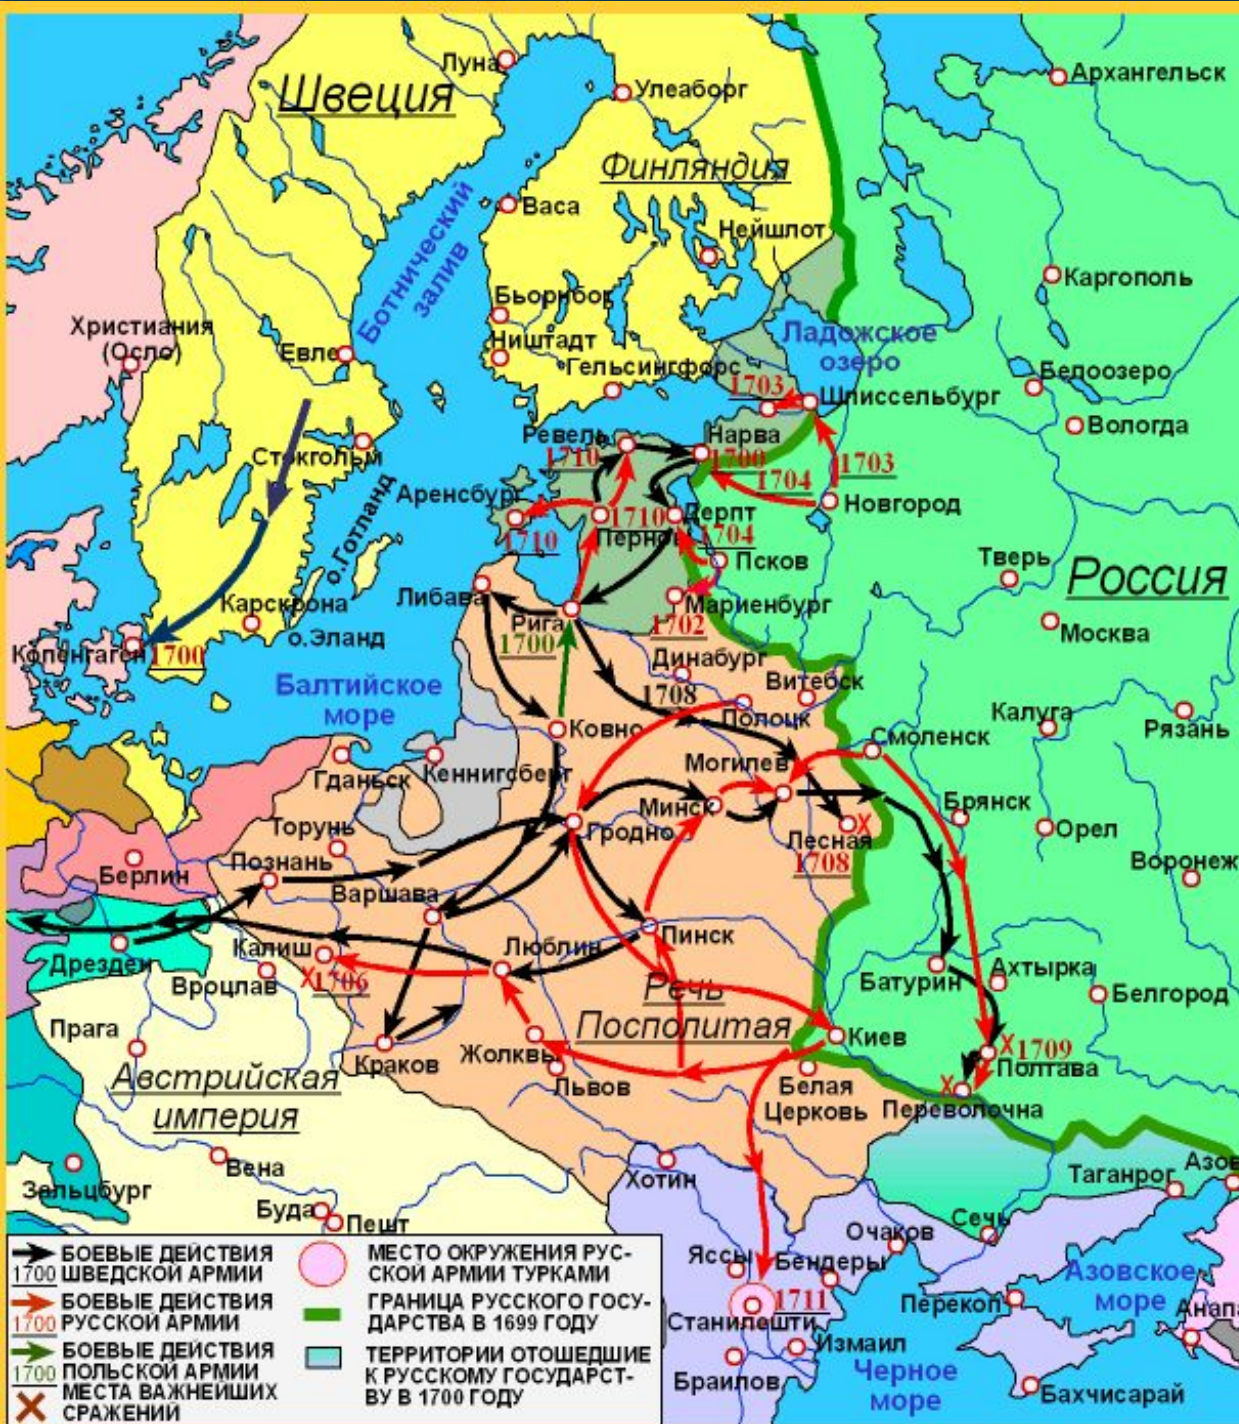 Швеция
Луна
Улеаборг
Архангельск
Финляндия
Васа
Нейшлот
Ботнический
залив
Каргополь
Бьорнборг
Христиания
(Осло)
Евле
Ништадт
Ладожское
озеро
Гельсингфорс
1703
Шлиссельбург
Белоозеро
Вологда
Ревель
1710
Нарва
1700
1704
1703
Стокгольм
Аренсбург
1710
1710
Пернов
Дерпт
1704
Новгород
о.Готланд
Псков
Тверь
Россия
Либава
Рига
1700
Мариенбург
1702
Москва
Карскрона
о.Эланд
Копенгаген
1700
Динабург
1708
Витебск
Балтийское
море
Полоцк
Калуга
Рязань
Ковно
Смоленск
Гданьск
Кеннигсберг
Могилев
Минск
Брянск
Торунь
Гродно
Лесная
1708
Орел
Познань
Берлин
Варшава
Воронеж
Калиш
Люблин
Пинск
Дрезден
1706
Вроцлав
Батурин
Ахтырка
Белгород
Речь
Посполитая
Прага
Киев
1709
Полтава
Краков
Жолквы
Львов
Белая
Церковь
Переволочна
Австрийская
империя
Вена
Зальцбург
Хотин
Таганрог
Азов
Буда
Пешт
Очаков
Сечь
Яссы
Бендеры
Азовское
море
1711
Перекоп
Анапа
Станилешти
Измаил
Браилов
Черное
море
Бахчисарай
БОЕВЫЕ ДЕЙСТВИЯ
1700 ШВЕДСКОЙ АРМИИ
БОЕВЫЕ ДЕЙСТВИЯ
1700 РУССКОЙ АРМИИ
БОЕВЫЕ ДЕЙСТВИЯ
1700 ПОЛЬСКОЙ АРМИИ
МЕСТА ВАЖНЕЙШИХ
СРАЖЕНИЙ
МЕСТО ОКРУЖЕНИЯ РУС-
СКОЙ АРМИИ ТУРКАМИ
ГРАНИЦА РУССКОГО ГОСУ-
ДАРСТВА В 1699 ГОДУ
ТЕРРИТОРИИ ОТОШЕДШИЕ
К РУССКОМУ ГОСУДАРСТ-
ВУ В 1700 ГОДУ